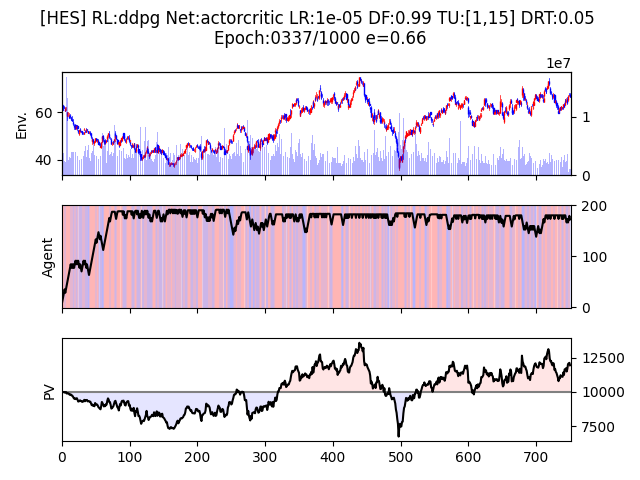 [HES] RL:ddpg Net:actorcritic LR:1e-05 DF:0.99 TU:[1,15] DRT:0.05
Epoch:0337/1000 e=0.66
1e7
Env.
60
40
1
0
Agent
200
100
0
PV
12500
10000
7500
0 100 200 300 400 500 600 700